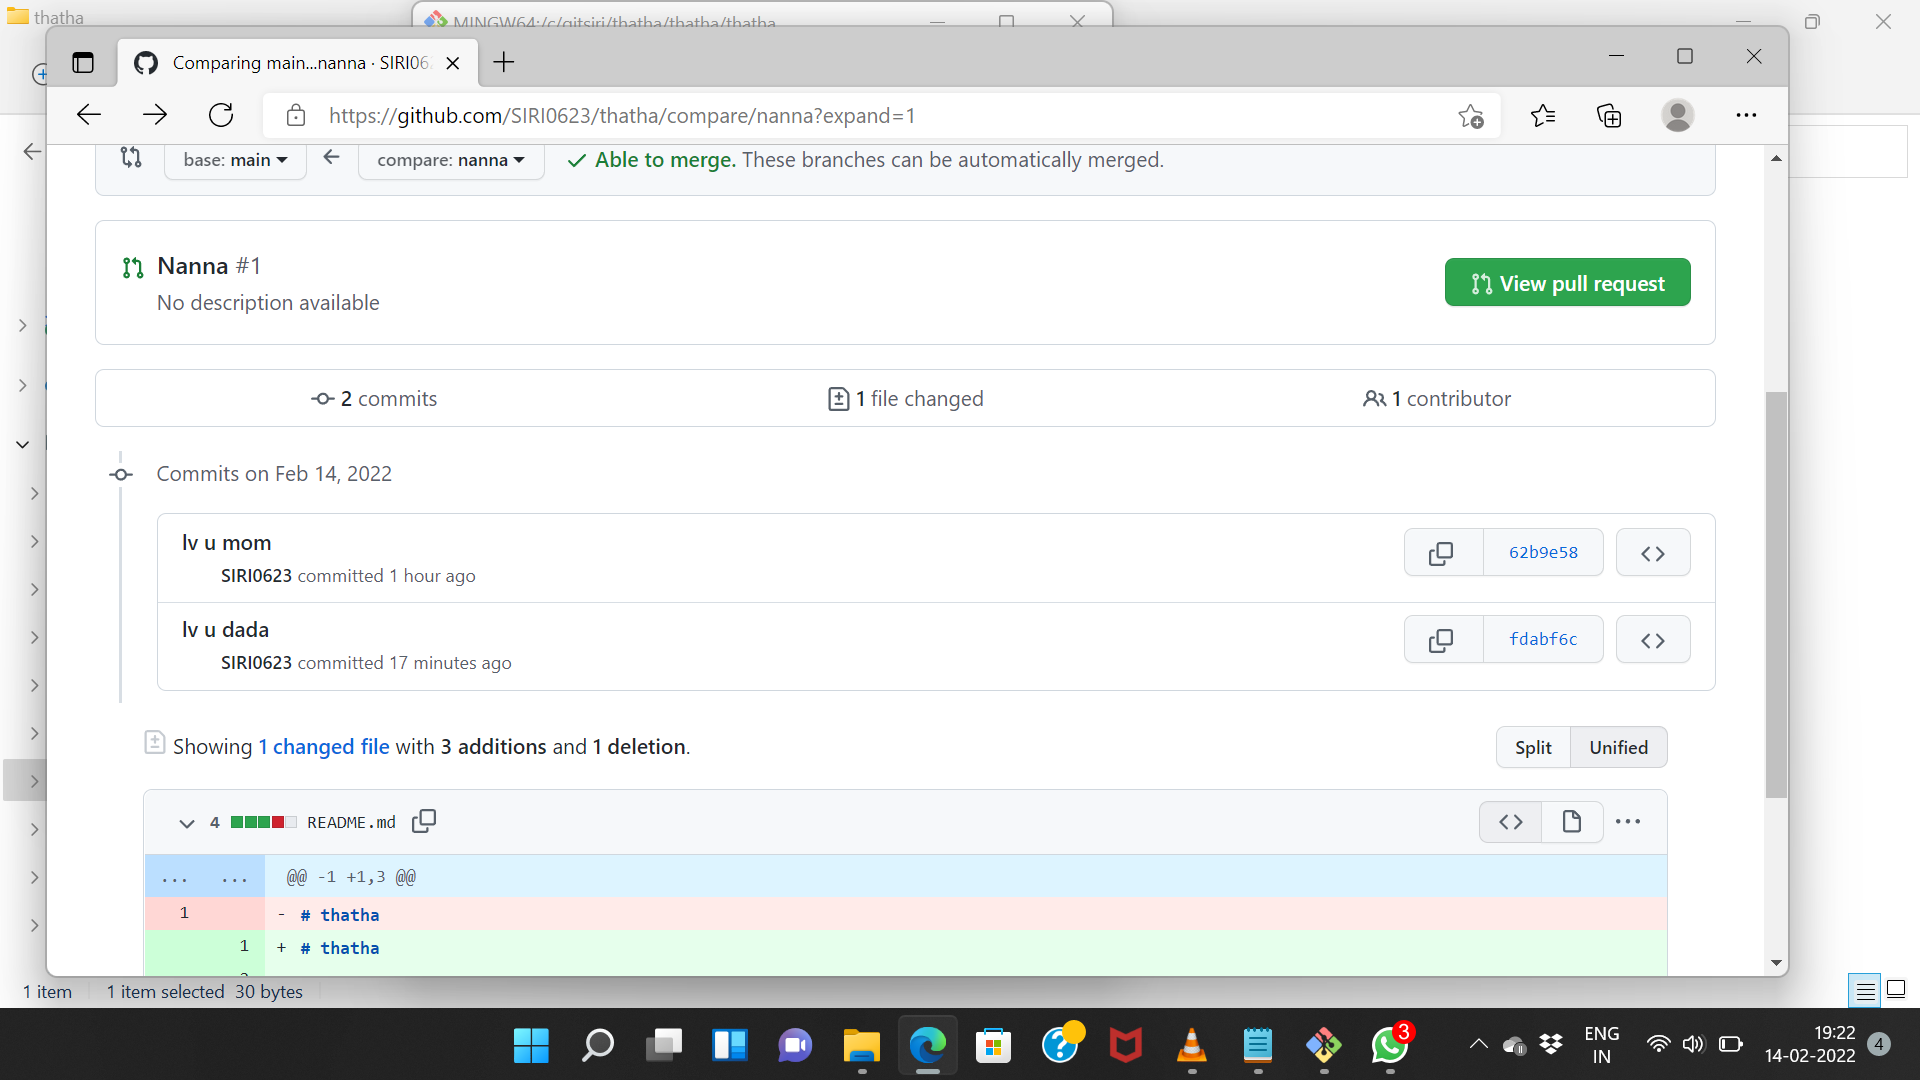 thatha
MINGW64:/c/gitsiri/thatha/thatha/thatha
Comparing main...nanna · SIRI06
https://github.com/SIRI0623/thatha/compare/nanna?expand=1
base: main
compare: nanna
Able to merge. These branches can be automatically merged.
Nanna #1
No description available
View pull request
2 commits
1 file changed
1 contributor
Commits on Feb 14, 2022
lv u mom
SIRI0623 committed 1 hour ago
62b9e58
lv u dada
SIRI0623 committed 17 minutes ago
fdabf6c
Showing 1 changed file with 3 additions and 1 deletion.
Split
Unified
4
README.md
... ... @@ -1 +1,3 @@
1 - # thatha
1 + # thatha
1 item
1 item selected 30 bytes
3
ENG
IN
19:22
14-02-2022
4